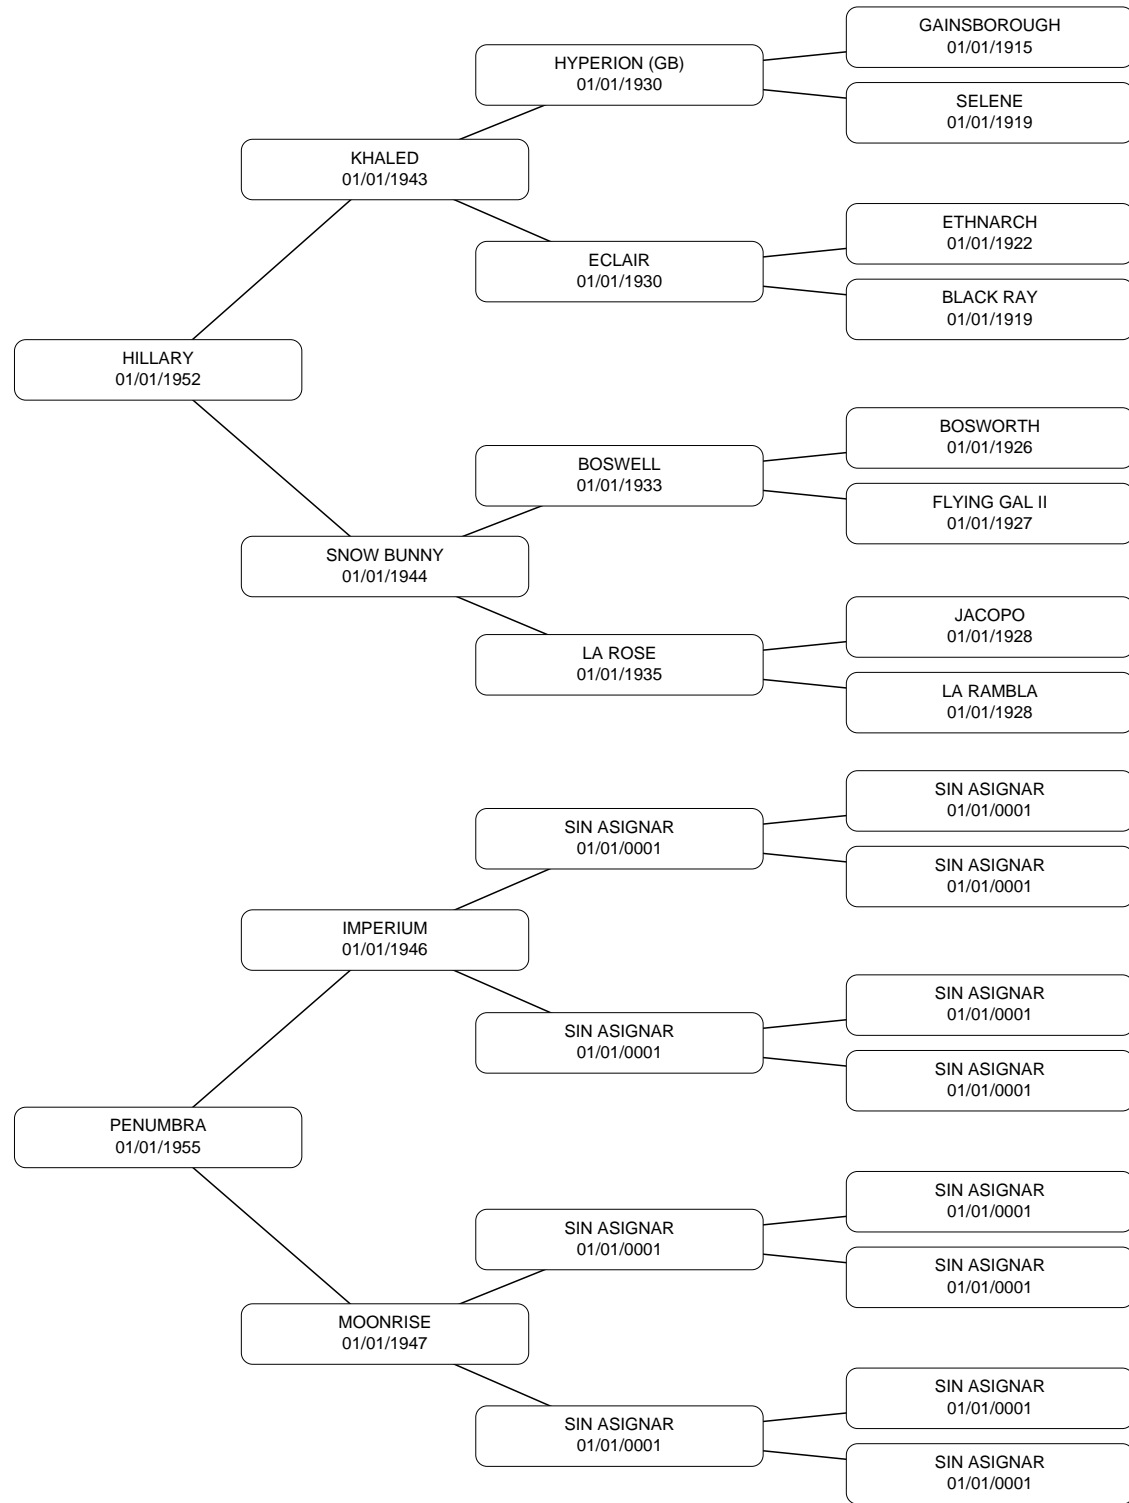 GAINSBOROUGH
01/01/1915
HYPERION (GB)
01/01/1930
SELENE
01/01/1919
KHALED
01/01/1943
ETHNARCH
01/01/1922
ECLAIR
01/01/1930
BLACK RAY
01/01/1919
HILLARY
01/01/1952
BOSWORTH
01/01/1926
BOSWELL
01/01/1933
FLYING GAL II
01/01/1927
SNOW BUNNY
01/01/1944
JACOPO
01/01/1928
LA ROSE
01/01/1935
LA RAMBLA
01/01/1928
SIN ASIGNAR
01/01/0001
SIN ASIGNAR
01/01/0001
SIN ASIGNAR
01/01/0001
IMPERIUM
01/01/1946
SIN ASIGNAR
01/01/0001
SIN ASIGNAR
01/01/0001
SIN ASIGNAR
01/01/0001
PENUMBRA
01/01/1955
SIN ASIGNAR
01/01/0001
SIN ASIGNAR
01/01/0001
SIN ASIGNAR
01/01/0001
MOONRISE
01/01/1947
SIN ASIGNAR
01/01/0001
SIN ASIGNAR
01/01/0001
SIN ASIGNAR
01/01/0001